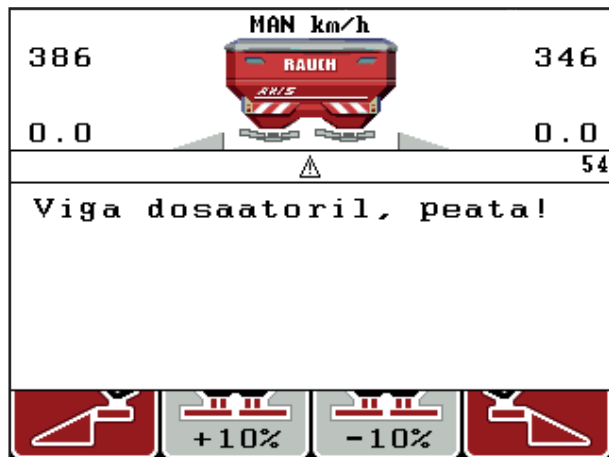 MAN km/h
386
346
RAUCH
AXIS
0.0
0.0
54
Viga dosaatoril, peata!
+10%
-10%